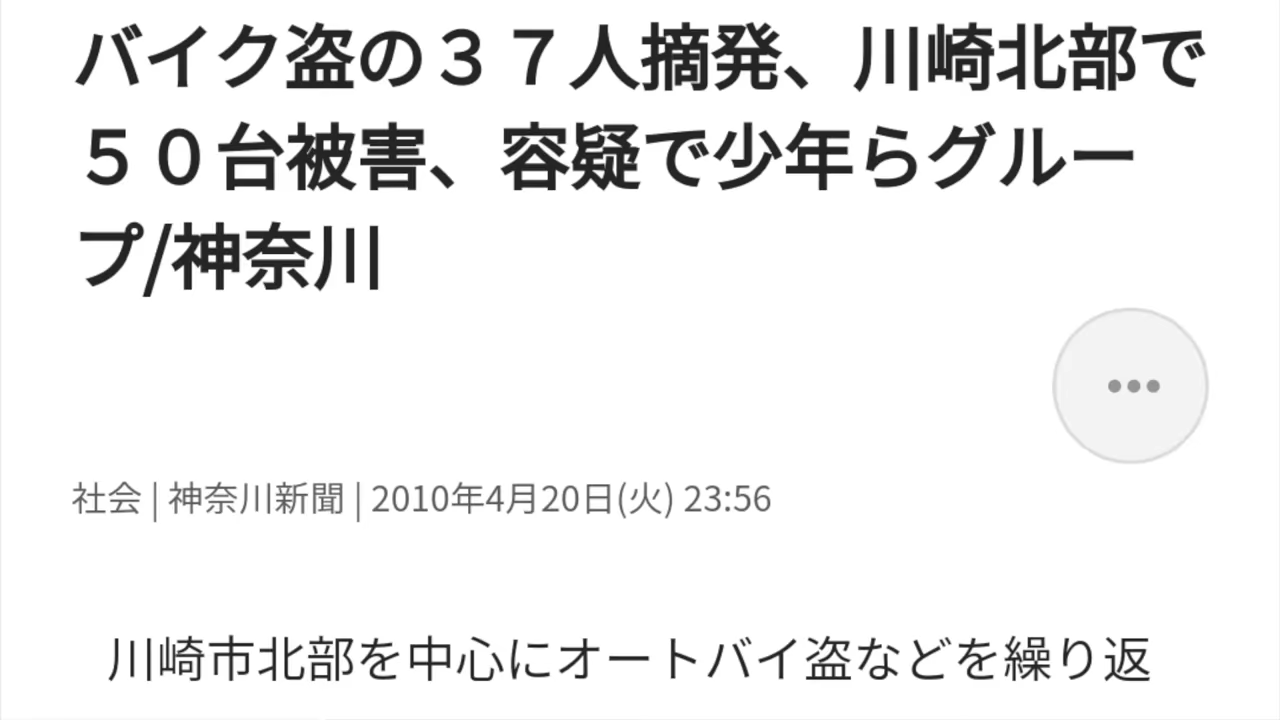 バイク盗の３７人摘発、川崎北部で
５０台被害、容疑で少年らグルー
プ/神奈川
社会 | 神奈川新聞 | 2010年4月20日(火) 23:56
川崎市北部を中心にオートバイ盗などを繰り返